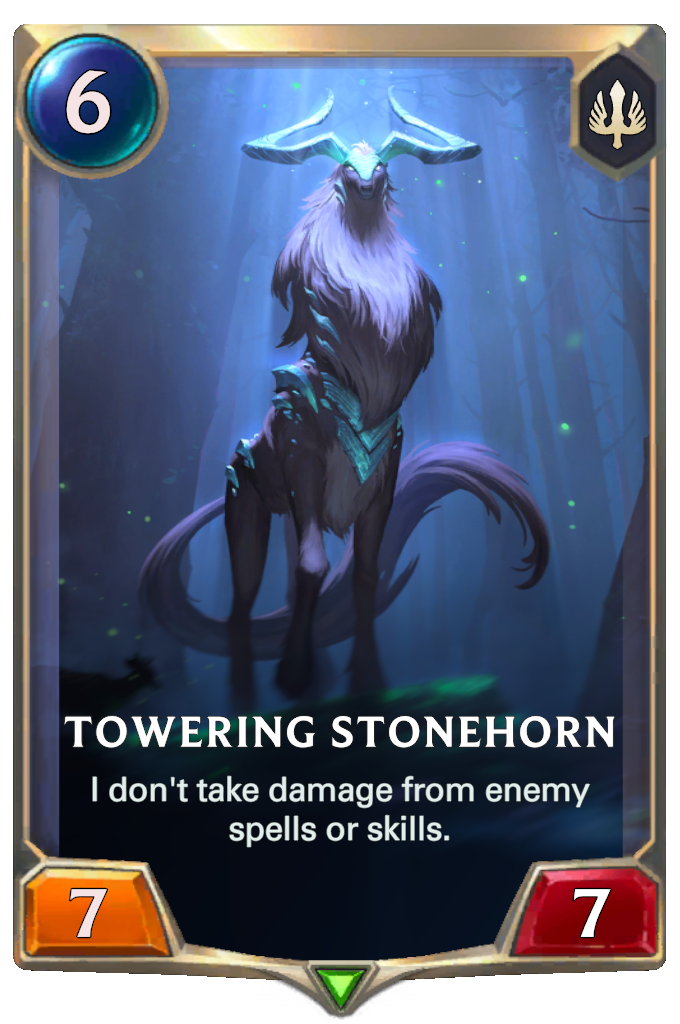 6
TOWERING STONEHORN
I don't take damage from enemy
spells or skills.
7 7